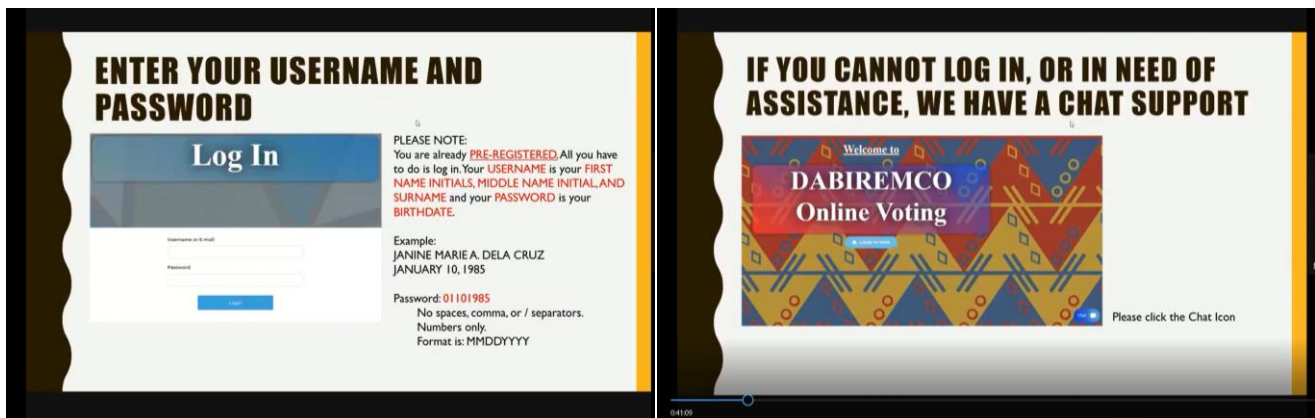 ENTER YOUR USERNAME AND
PASSWORD
Log In
Username or E-mail
Password
Login
PLEASE NOTE:
You are already PRE-REGISTERED. All you have
to do is log in. Your USERNAME is your FIRST
NAME INITIALS, MIDDLE NAME INITIAL, AND
SURNAME and your PASSWORD is your
BIRTHDATE.
Example:
JANINE MARIE A. DELA CRUZ
JANUARY 10, 1985
Password: 01101985
No spaces, comma, or / separators.
Numbers only.
Format is: MMDDYYYY
IF YOU CANNOT LOG IN, OR IN NEED OF
ASSISTANCE, WE HAVE A CHAT SUPPORT
Welcome to
DABIREMCO
Online Voting
Chat
Please click the Chat Icon
0:41:09